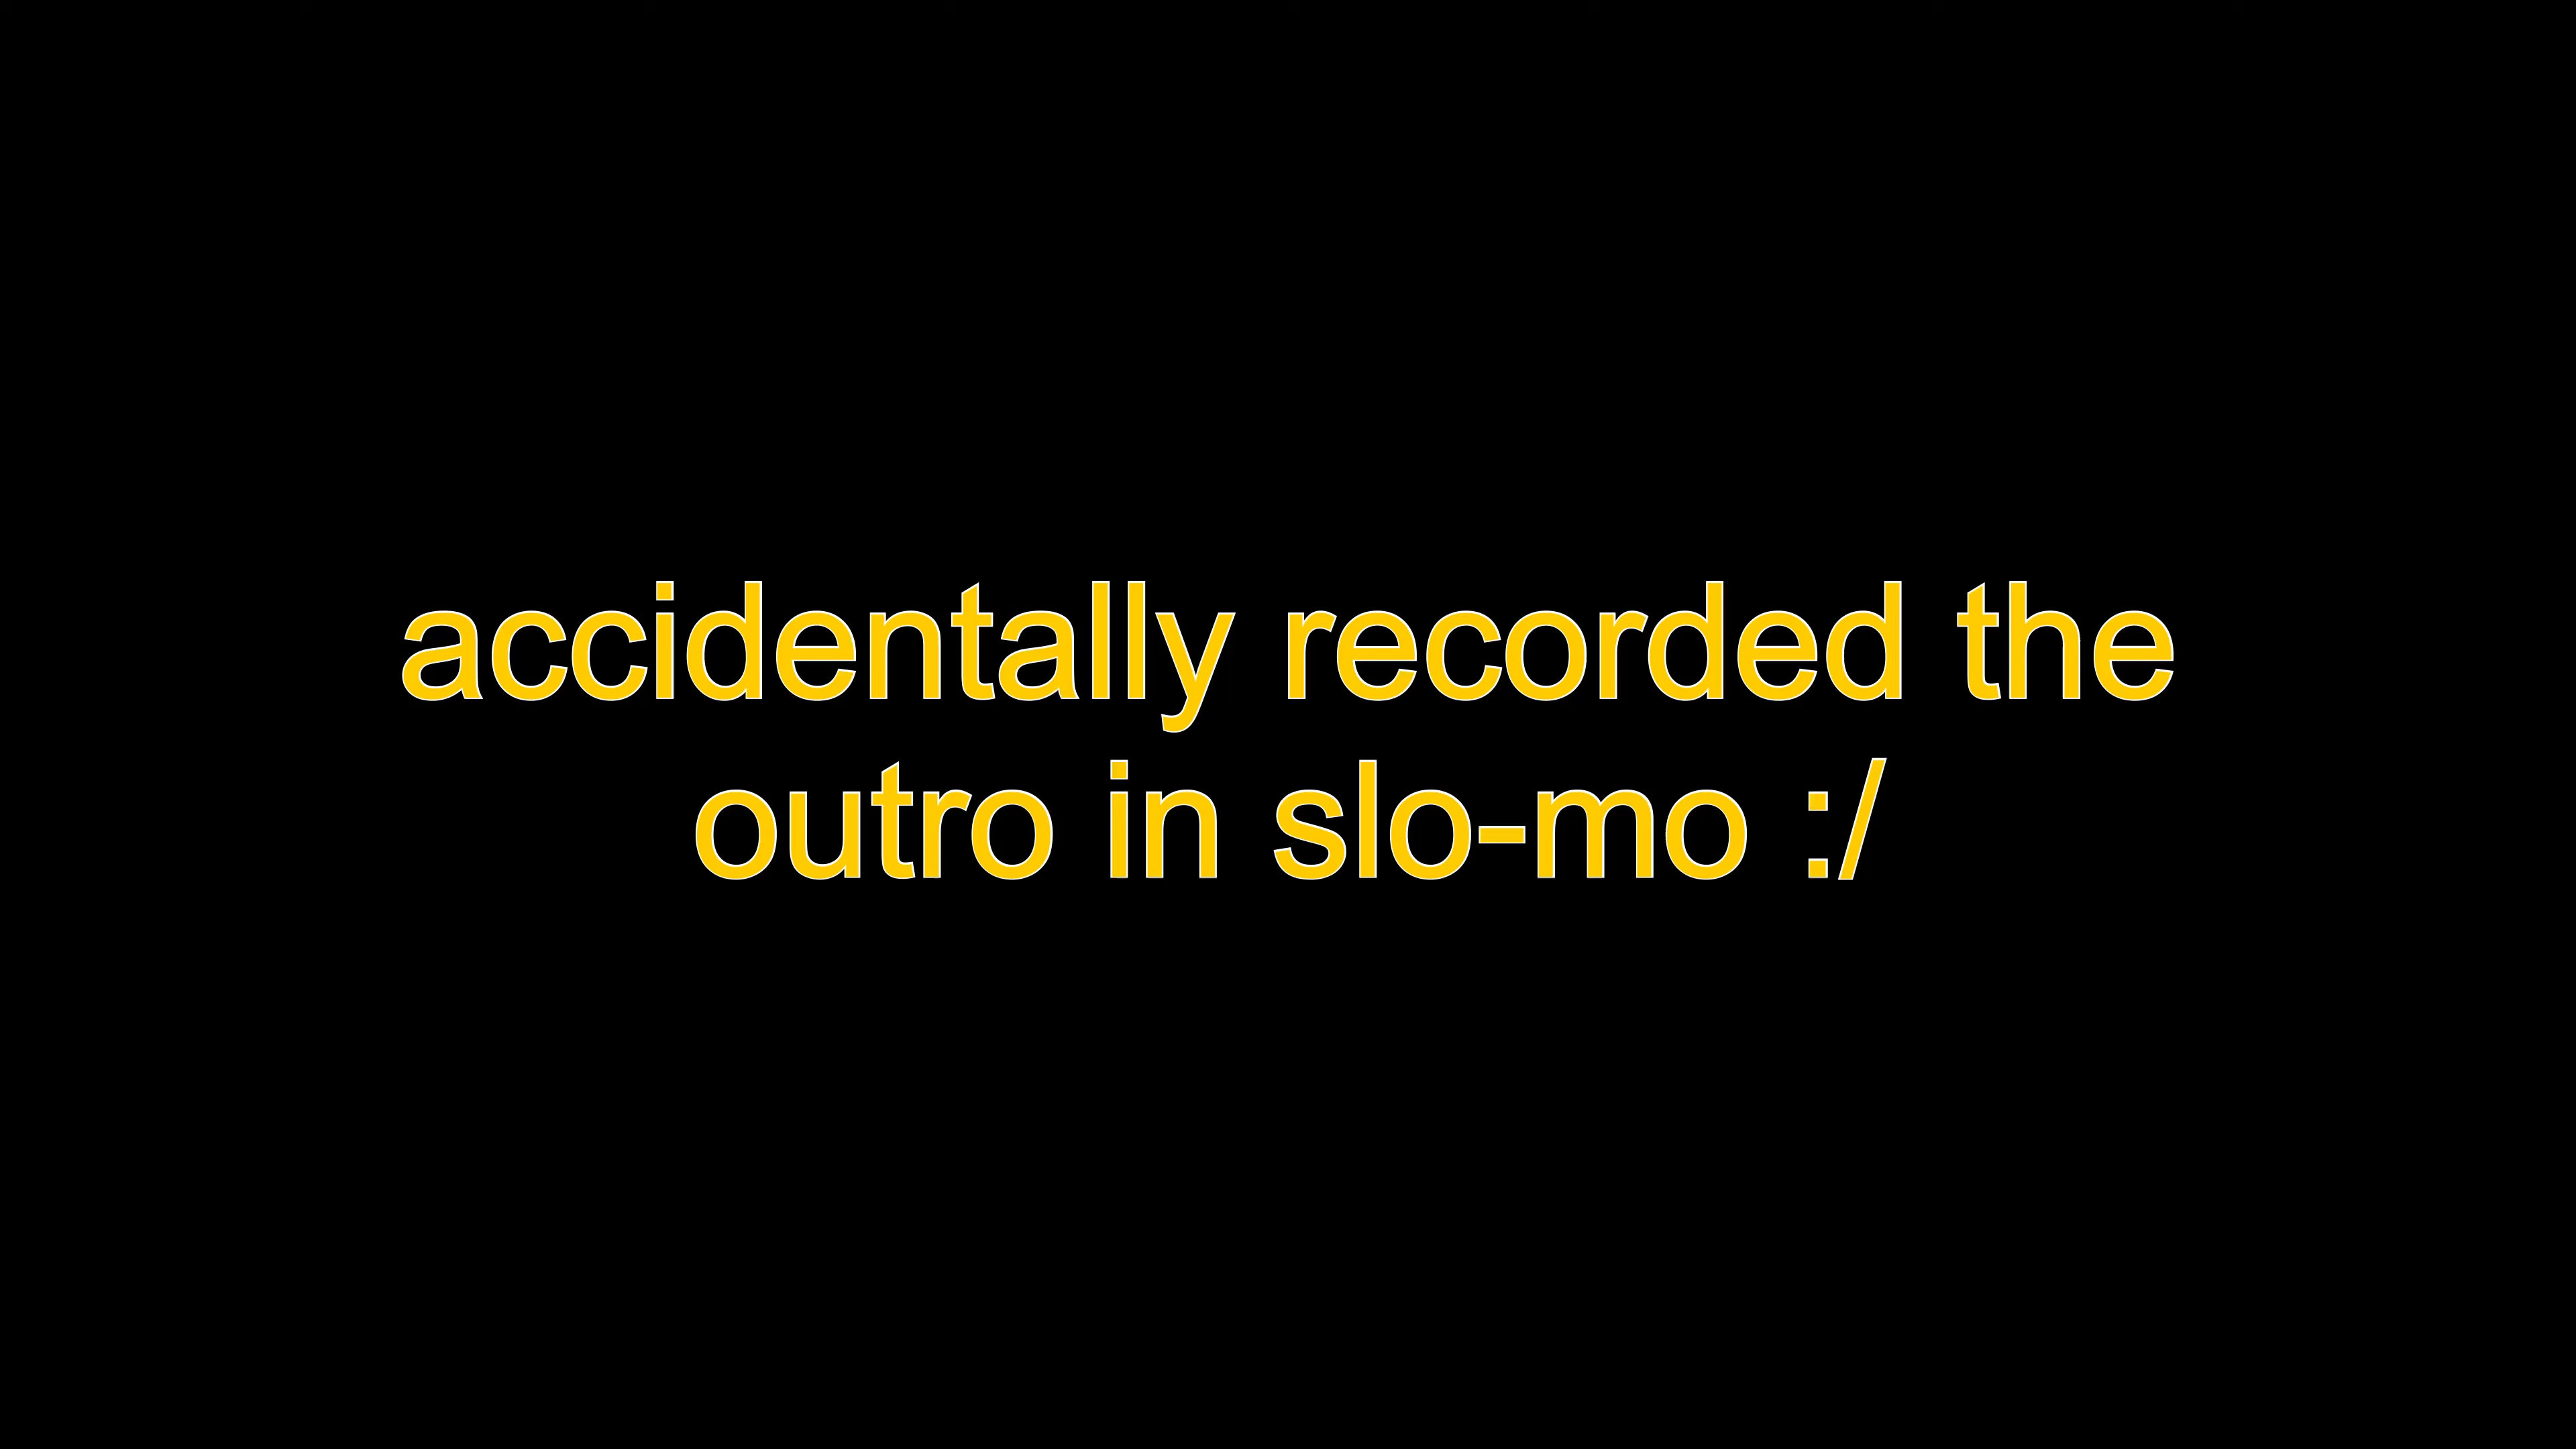 accidentally recorded the
outro in slo-mo :/